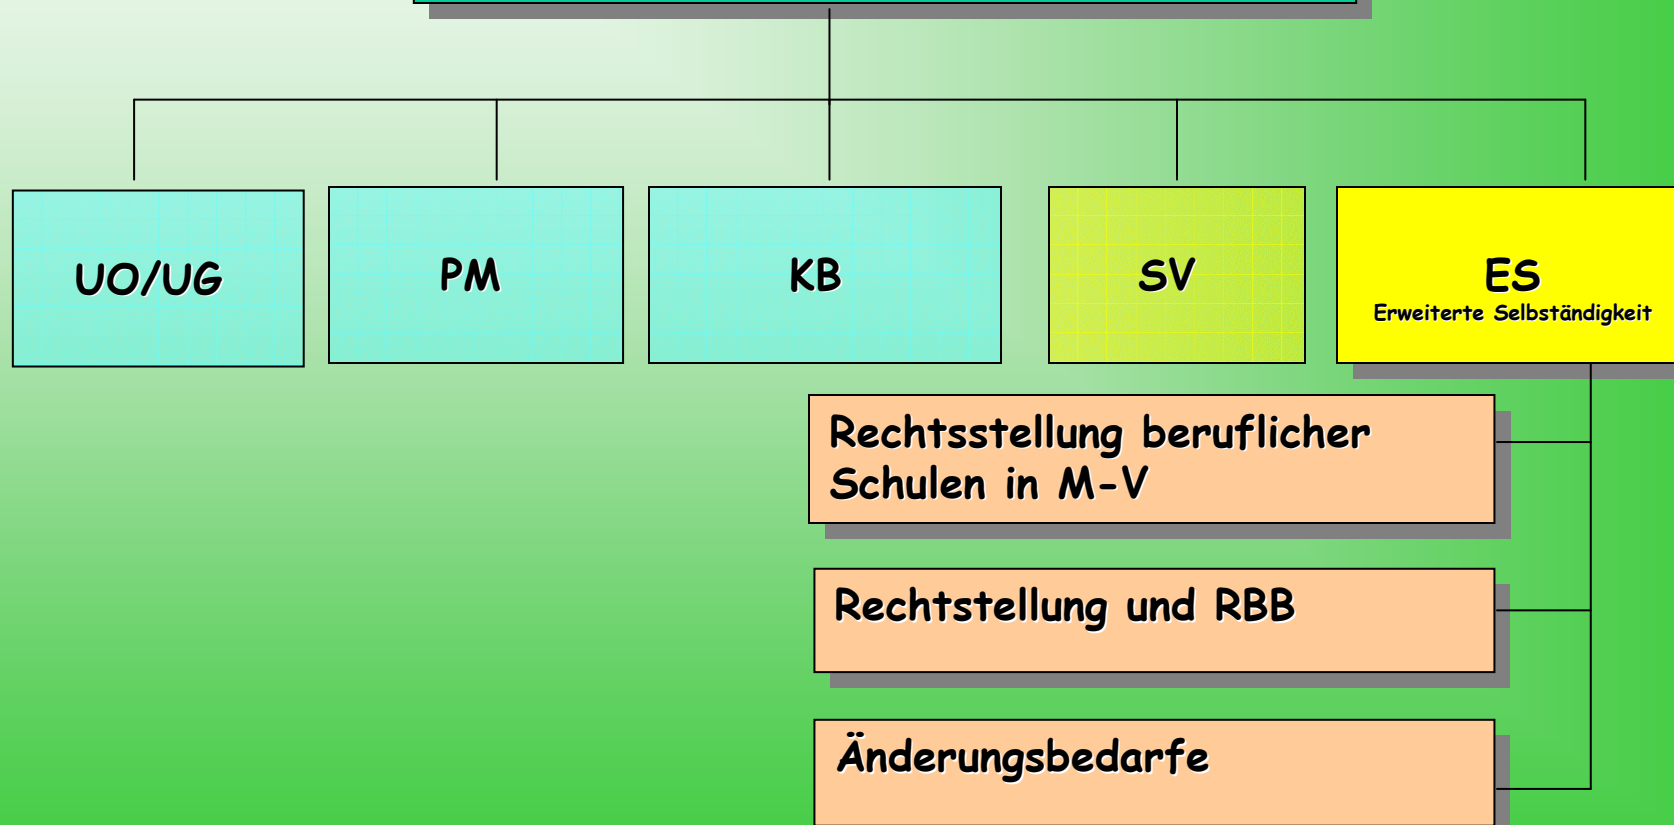 UO/UG
PM
KB
SV
ES
Erweiterte Selbständigkeit
Rechtsstellung beruflicher
Schulen in M-V
Rechtstellung und RBB
Änderungsbedarfe